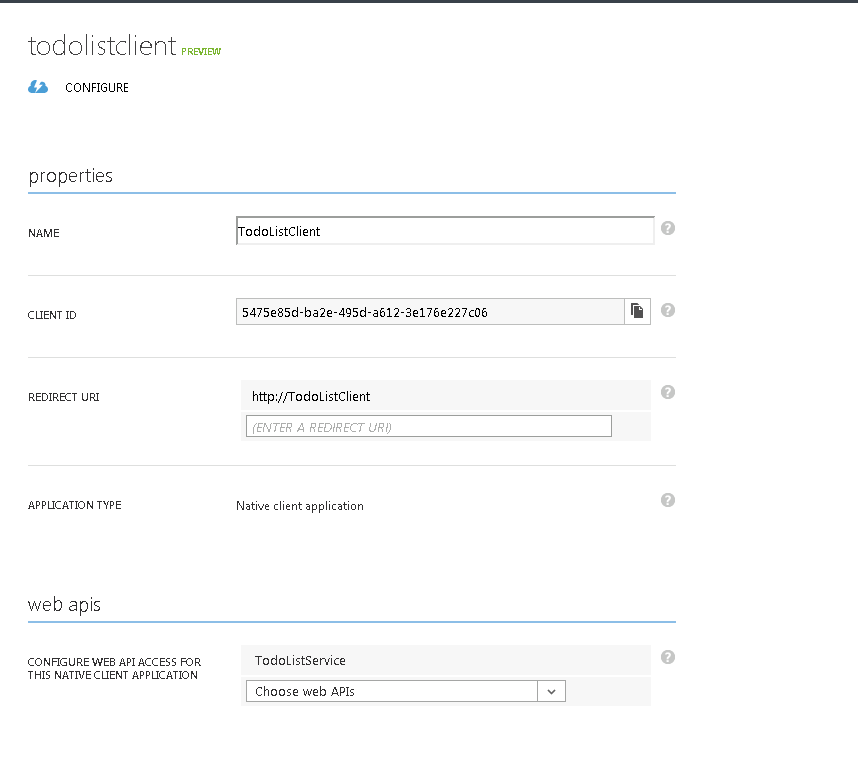 todolistclient PREVIEW
CONFIGURE
properties
NAME
TodoListClient
?
CLIENT ID
5475e85d-ba2e-495d-a612-3e176e227c06
?
REDIRECT URI
http://TodoListClient
?
(ENTER A REDIRECT URI)
APPLICATION TYPE
Native client application
?
web apis
CONFIGURE WEB API ACCESS FOR
THIS NATIVE CLIENT APPLICATION
TodoListService
?
Choose web APIs